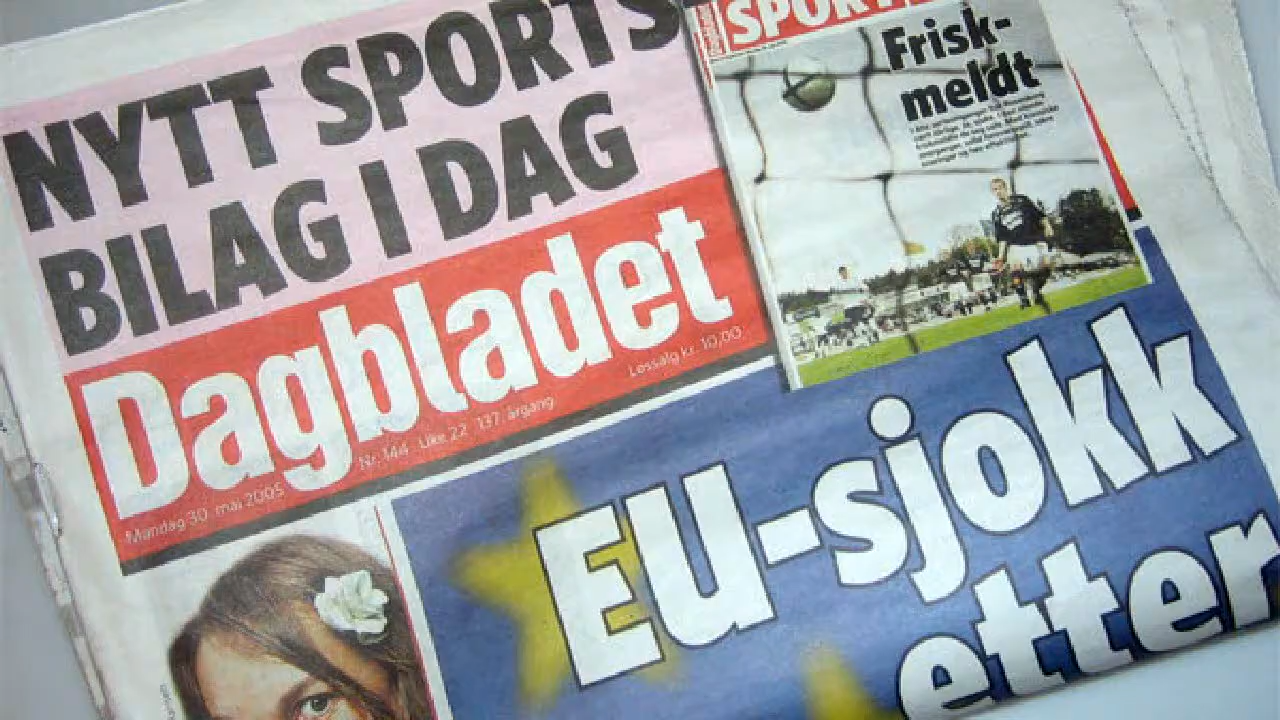 NYTT SPORTS
BILAG I DAG
Dagbladet
Mandag 30. mai 2005
Nr. 144 Uke 22 137. årgang
Løssalg kr. 10,00
SPORT
Frisk-
meldt
EU-sjokk
etter